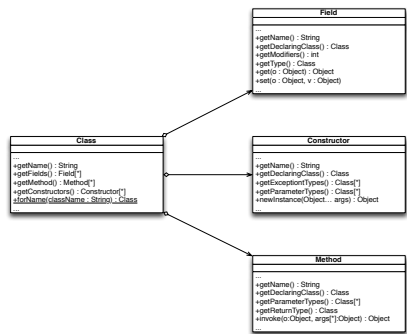 Field
...
+getName() : String
+getDeclaringClass() : Class
+getModifiers() : int
+getType() : Class
+get(o : Object) : Object
+set(o : Object, v : Object)
...
Class
...
+getName() : String
+getFields() : Field[*]
+getMethod() : Method[*]
+getConstructors() : Constructor[*]
+forName(className : String) : Class
...
Constructor
...
+getName() : String
+getDeclaringClass() : Class
+getExceptionTypes() : Class[*]
+getParameterTypes() : Class[*]
+newInstance(Object... args) : Object
...
Method
...
+getName() : String
+getDeclaringClass() : Class
+getParameterTypes() : Class[*]
+getReturnType() : Class
+invoke(o:Object, args[*]:Object) : Object
...